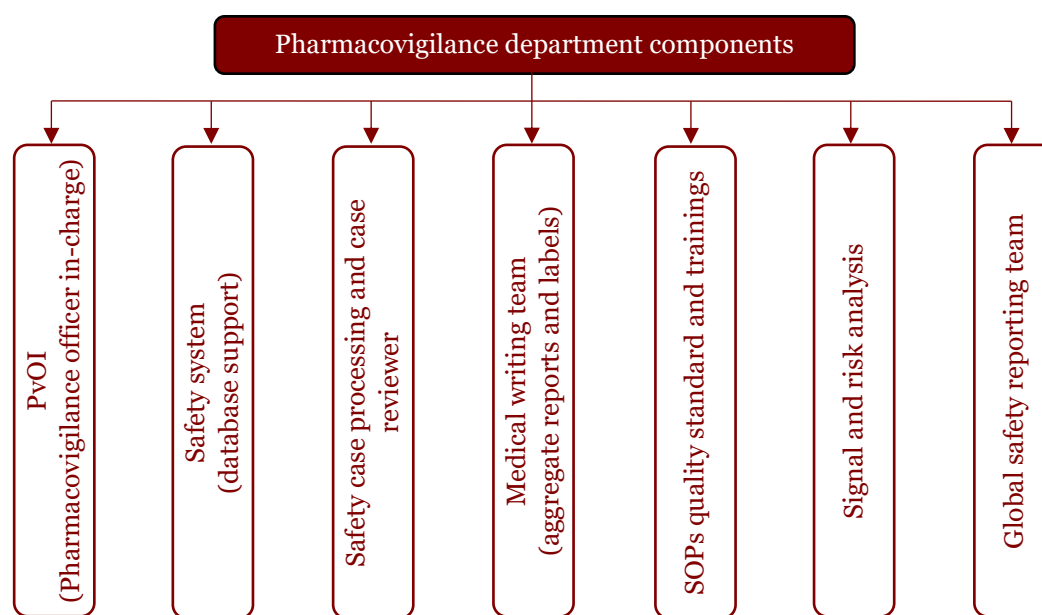 Pharmacovigilance department components
PvOI
(Pharmacovigilance officer in-charge)
Safety system
(database support)
Safety case processing and case
reviewer
Medical writing team
(aggregate reports and labels)
SOPs quality standard and trainings
Signal and risk analysis
Global safety reporting team